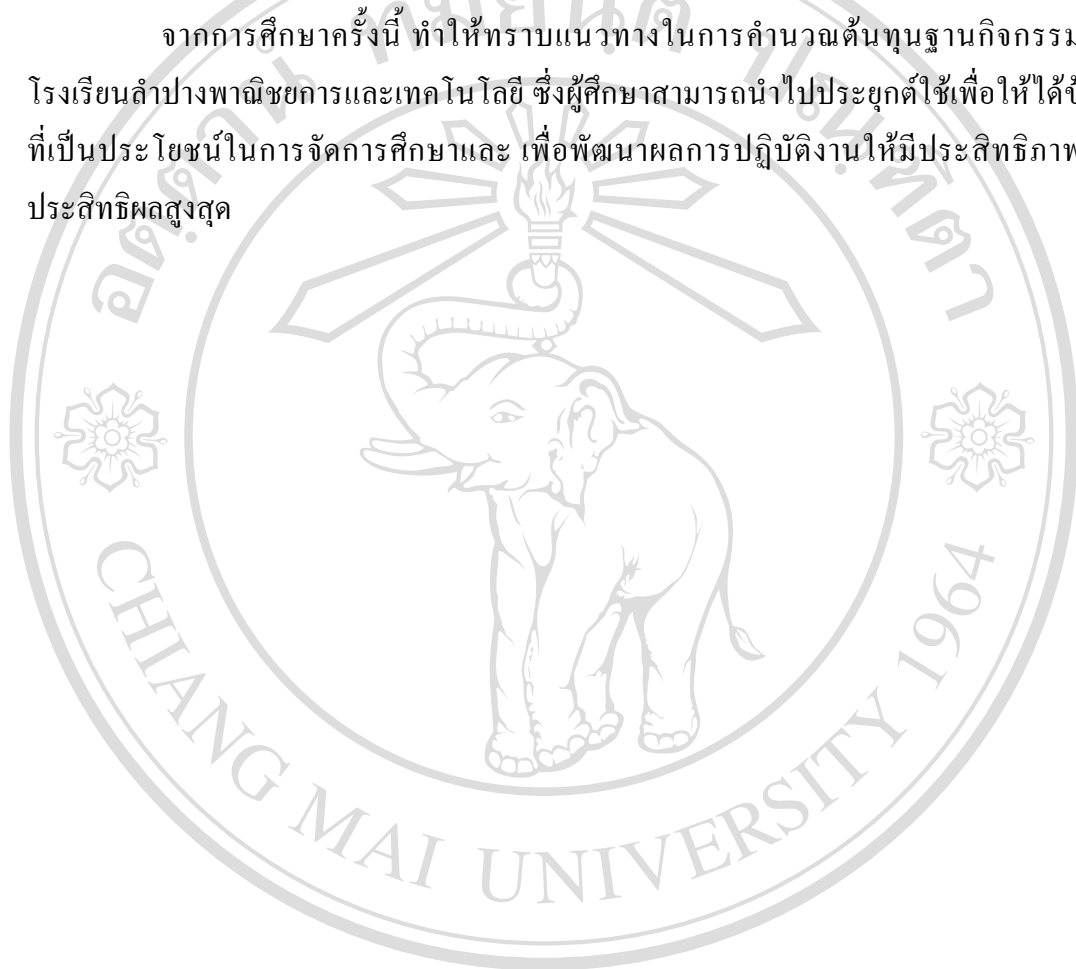 จากการศึกษาครั้งนี้ ทำให้ทราบแนวทางในการคำนวณต้นทุนฐานกิจกรรม
โรงเรียนลำปางพาณิชยการและเทคโนโลยี ซึ่งผู้ศึกษาสามารถนำไปประยุกต์ใช้เพื่อให้ได้
ที่เป็นประโยชน์ในการจัดการศึกษาและ เพื่อพัฒนาผลการปฏิบัติงานให้มีประสิทธิภาพ
ประสิทธิผลสูงสุด
CHIANG MAI UNIVERSITY 1964